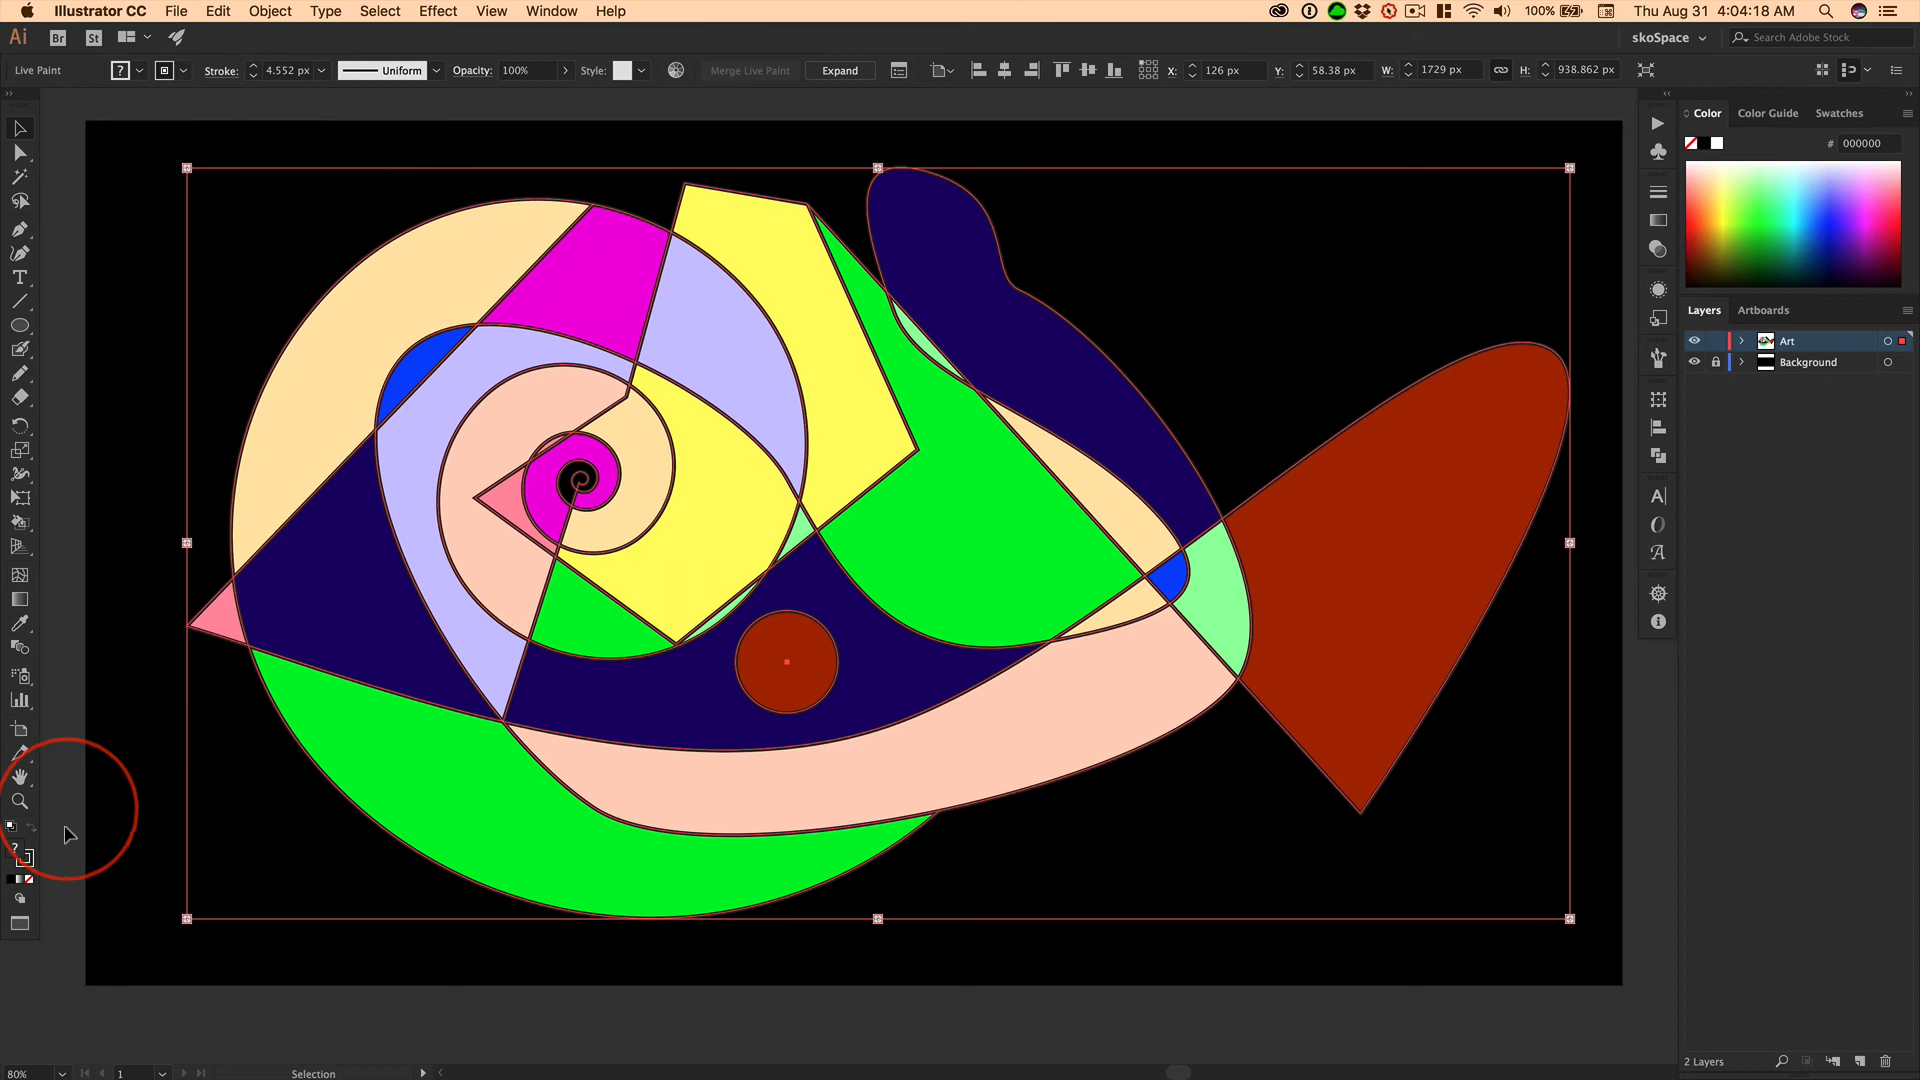 Illustrator CC File Edit Object Type Select Effect View Window Help 100% Thu Aug 31 4:04:18 AM
Ai Br St skoSpace Search Adobe Stock
Live Paint ? Stroke: 4.552 px Uniform Opacity: 100% Style: Merge Live Paint Expand X: 126 px Y: 58.38 px W: 1729 px H: 938.862 px
Color Color Guide Swatches
# 000000
Layers Artboards
Art
Background
?
2 Layers
80% 1 Selection